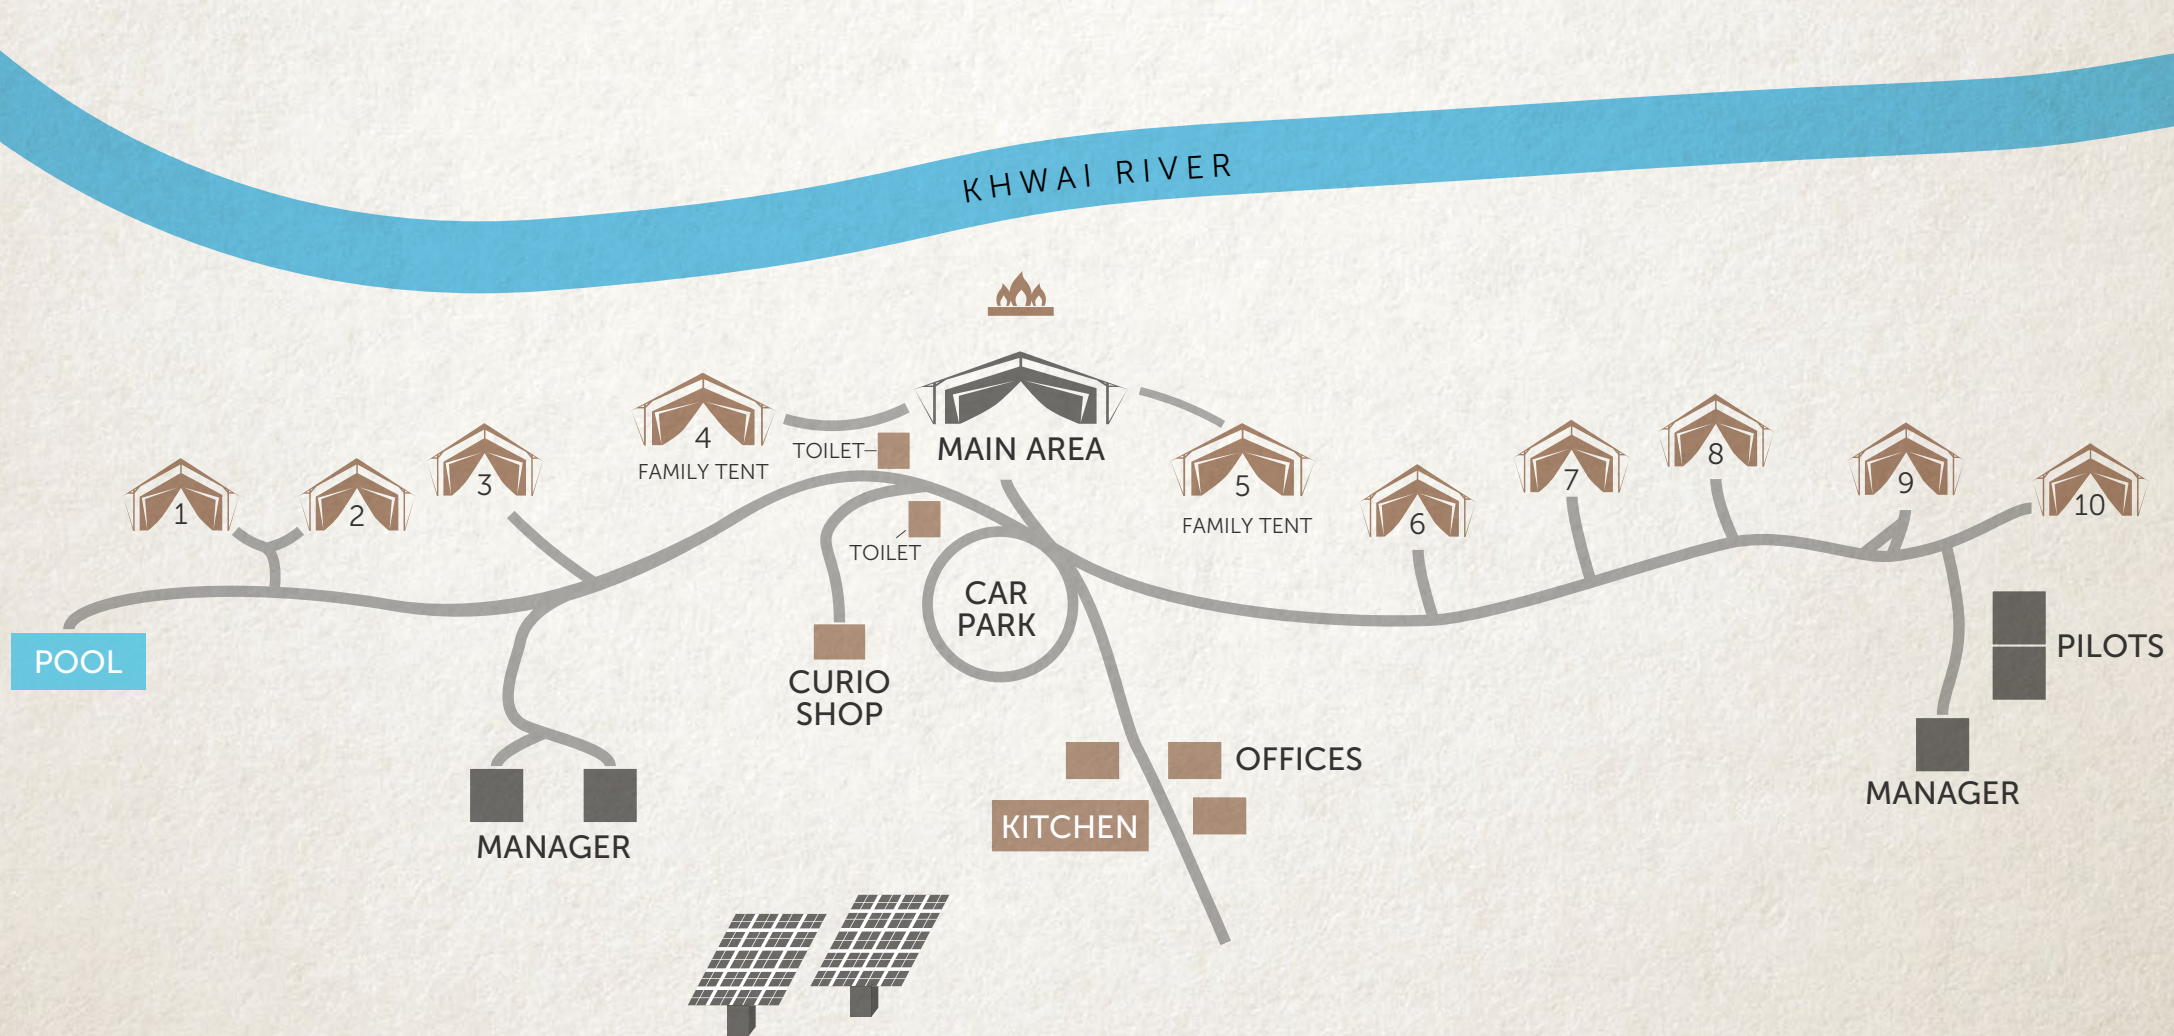 KHWAI RIVER
1
2
3
4
FAMILY TENT
TOILET
MAIN AREA
5
FAMILY TENT
6
7
8
9
10
TOILET
CAR
PARK
POOL
CURIO
SHOP
PILOTS
OFFICES
KITCHEN
MANAGER
MANAGER